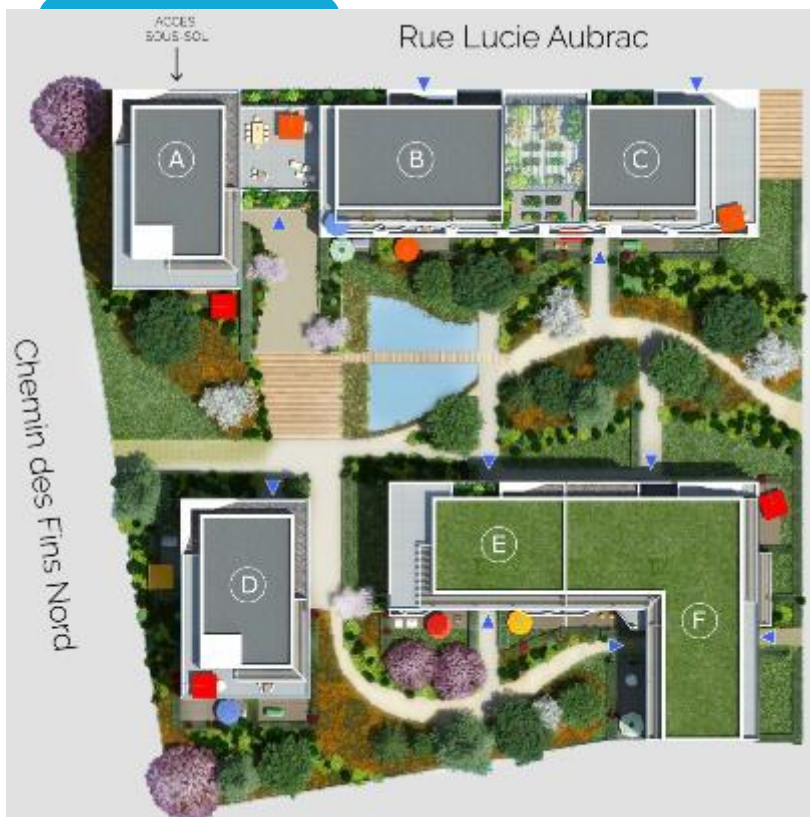 ACCES
SOUS-SOL
Rue Lucie Aubrac
A
B
C
Chemin des Fins Nord
D
E
F